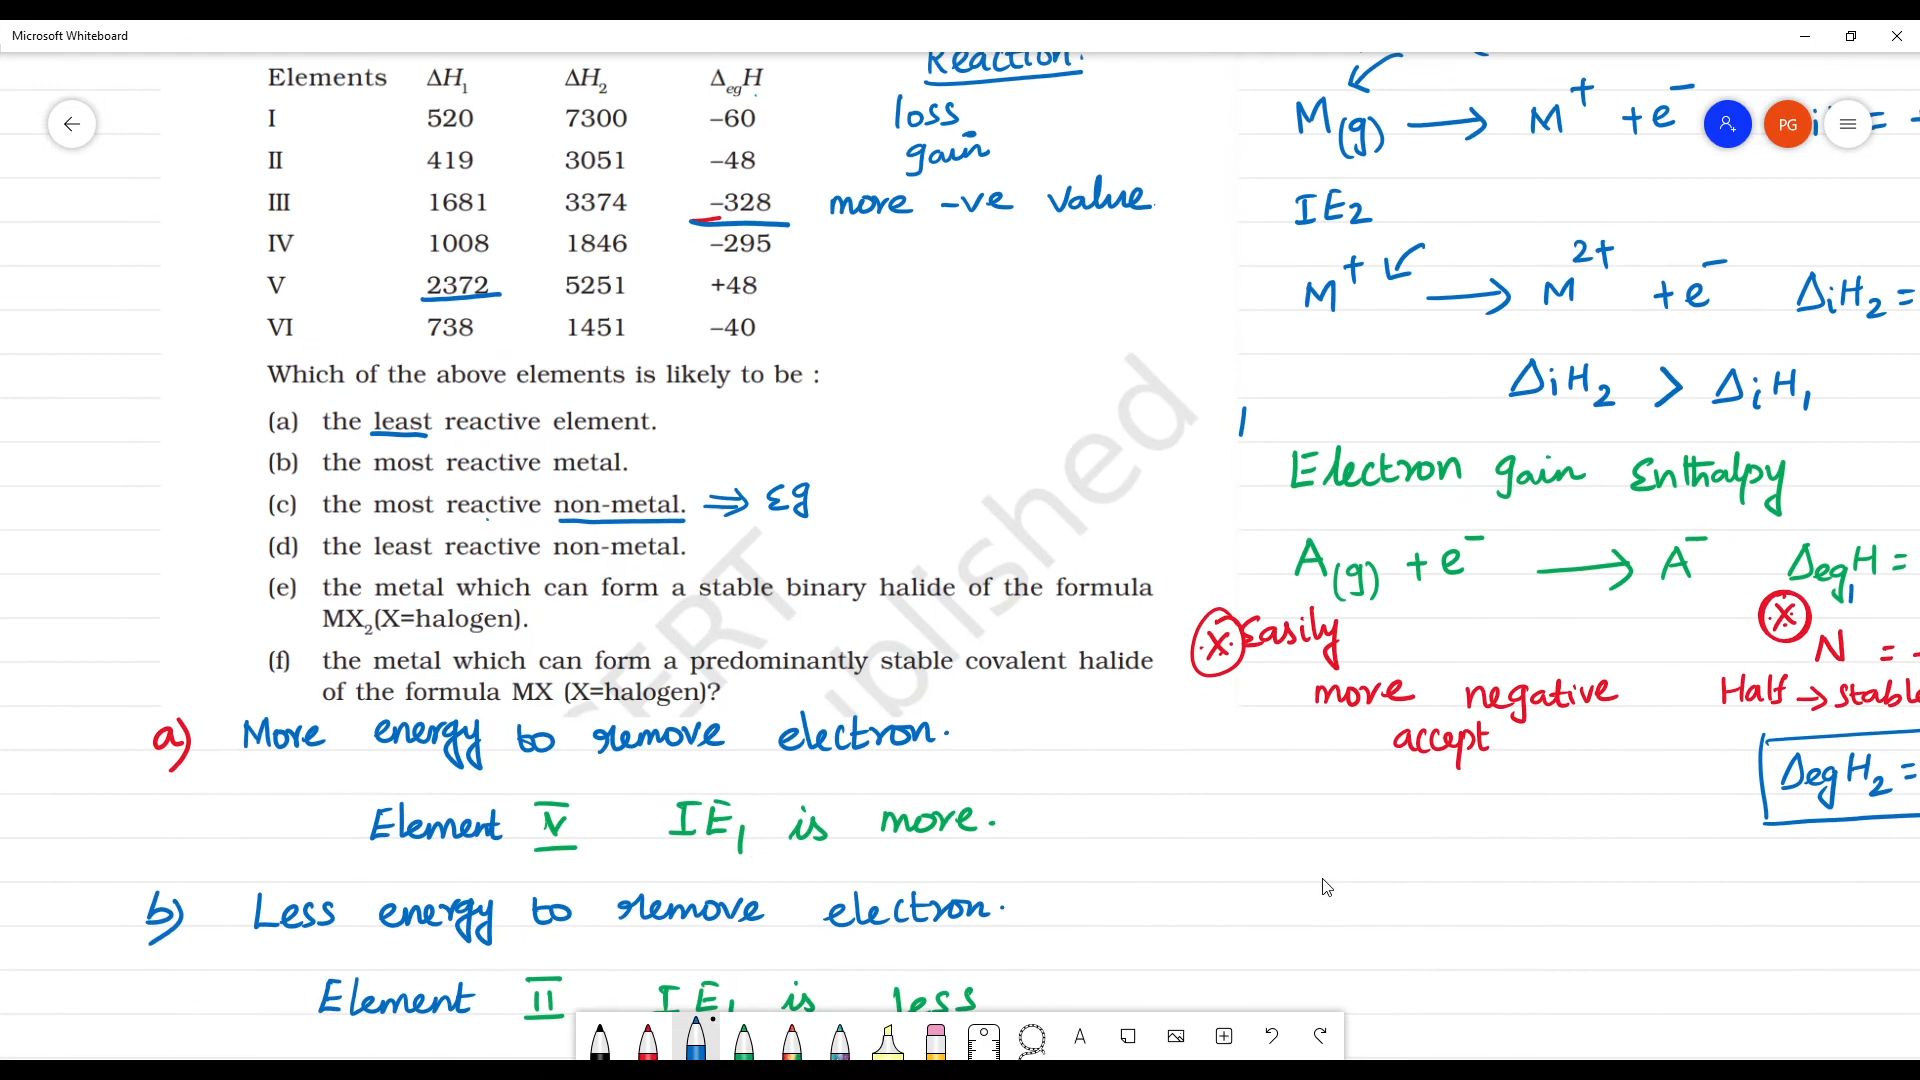 Microsoft Whiteboard
Elements ΔH₁ ΔH₂ Δ_egH
I 520 7300 –60
II 419 3051 –48
III 1681 3374 –328
IV 1008 1846 –295
V 2372 5251 +48
VI 738 1451 –40
Which of the above elements is likely to be :
(a) the least reactive element.
(b) the most reactive metal.
(c) the most reactive non-metal. ⇒ Eg
(d) the least reactive non-metal.
(e) the metal which can form a stable binary halide of the formula
MX₂(X=halogen).
(f) the metal which can form a predominantly stable covalent halide
of the formula MX (X=halogen)?
Reaction:
loss
gain
more -ve value
a) More energy to remove electron.
Element V IE₁ is more.
b) Less energy to remove electron.
Element II IE₁ is less
M(g) ⟶ M⁺ + e⁻
PG
IE₂
M⁺ ⟶ M²⁺ + e⁻ ΔᵢH₂ =
ΔᵢH₂ > ΔᵢH₁
Electron gain Enthalpy
A(g) + e⁻ ⟶ A⁻ ΔegH =
X Easily
more negative
accept
X
N = -
Half → stable
ΔegH₂ =
NCERT
published